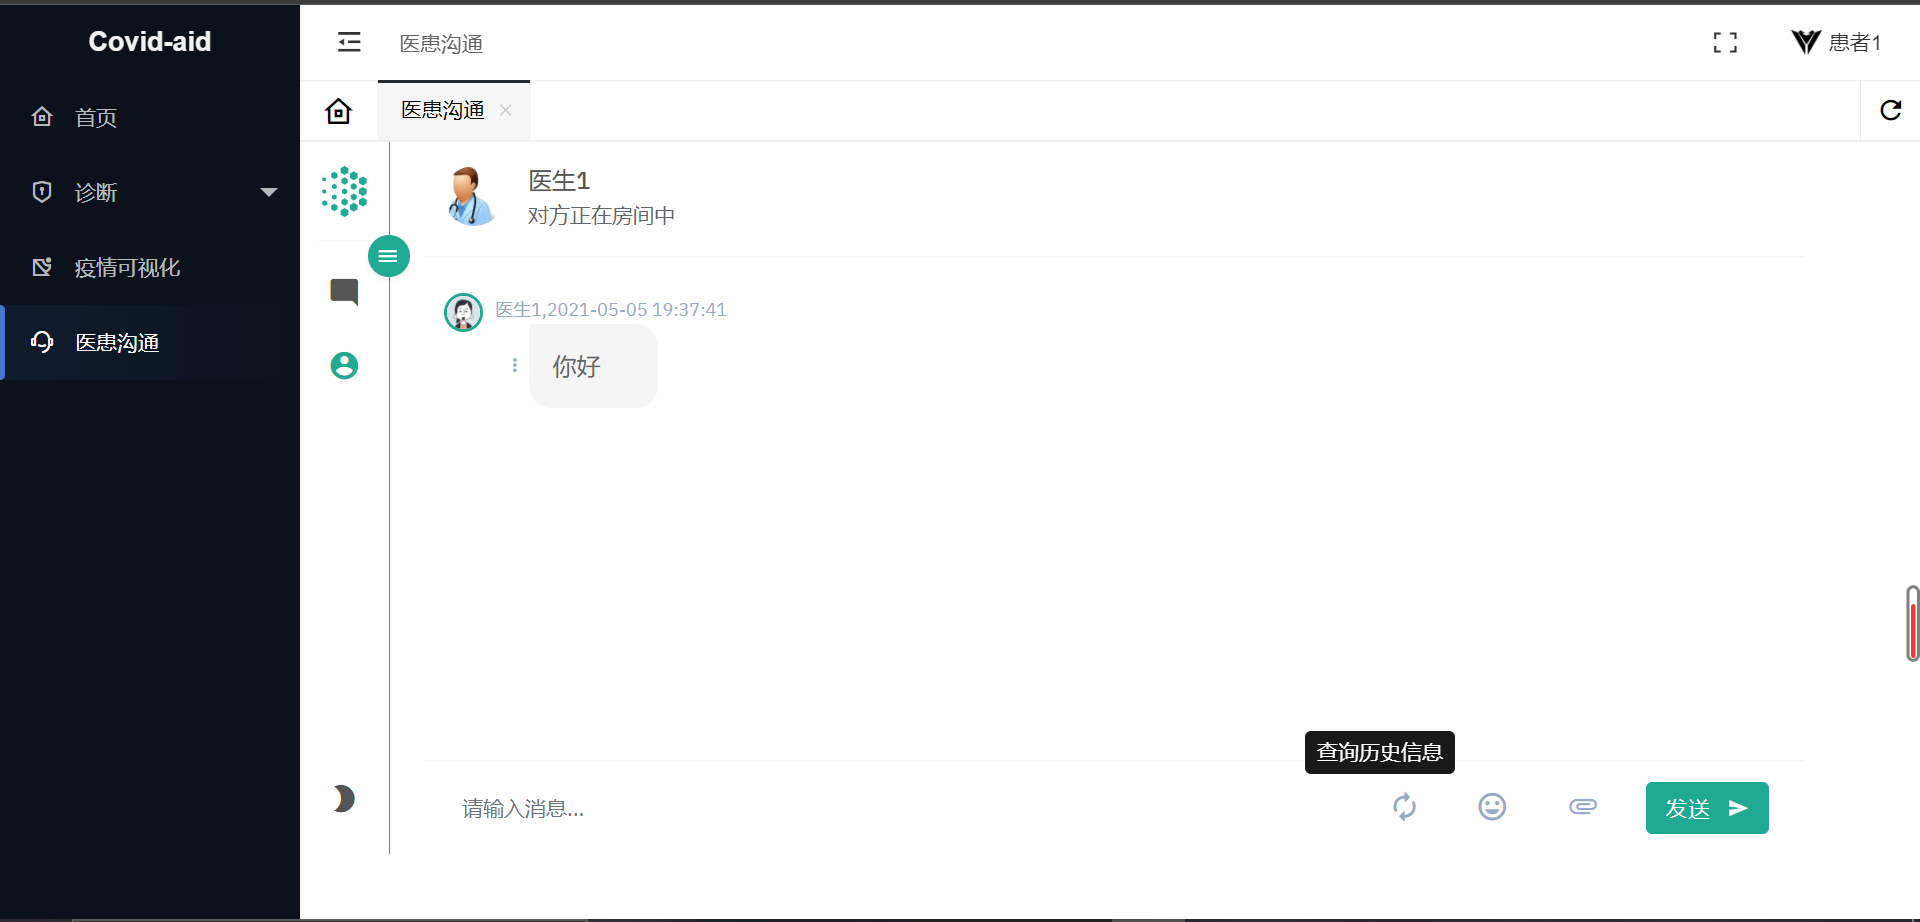 Covid-aid
首页
诊断
疫情可视化
医患沟通
医患沟通
患者1
医患沟通
医生1
对方正在房间中
医生1,2021-05-05 19:37:41
你好
查询历史信息
请输入消息...
发送